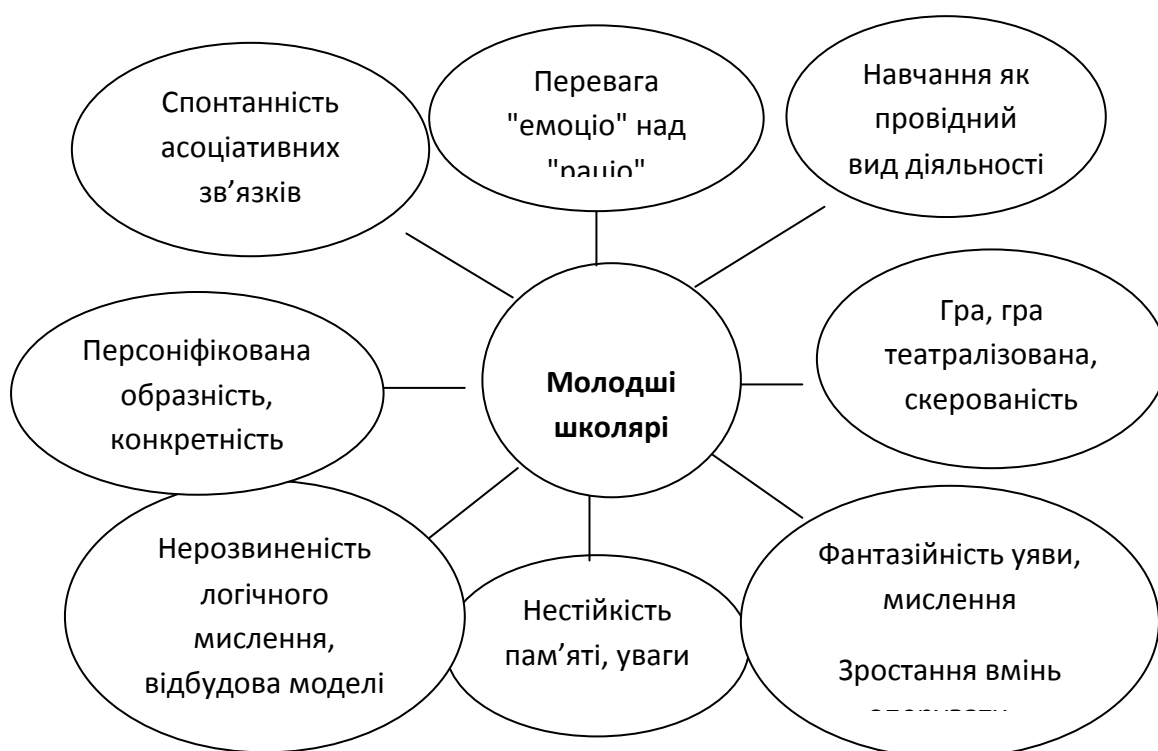 Спонтанність
асоціативних
зв’язків
Перевага
"емоціо" над
"раціо"
Навчання як
провідний
вид діяльності
Персоніфікована
образність,
конкретність
Молодші
школярі
Гра, гра
театралізована,
скерованість
Нерозвиненість
логічного
мислення,
відбудова моделі
Нестійкість
пам’яті, уваги
Фантазійність уяви,
мислення
Зростання вмінь